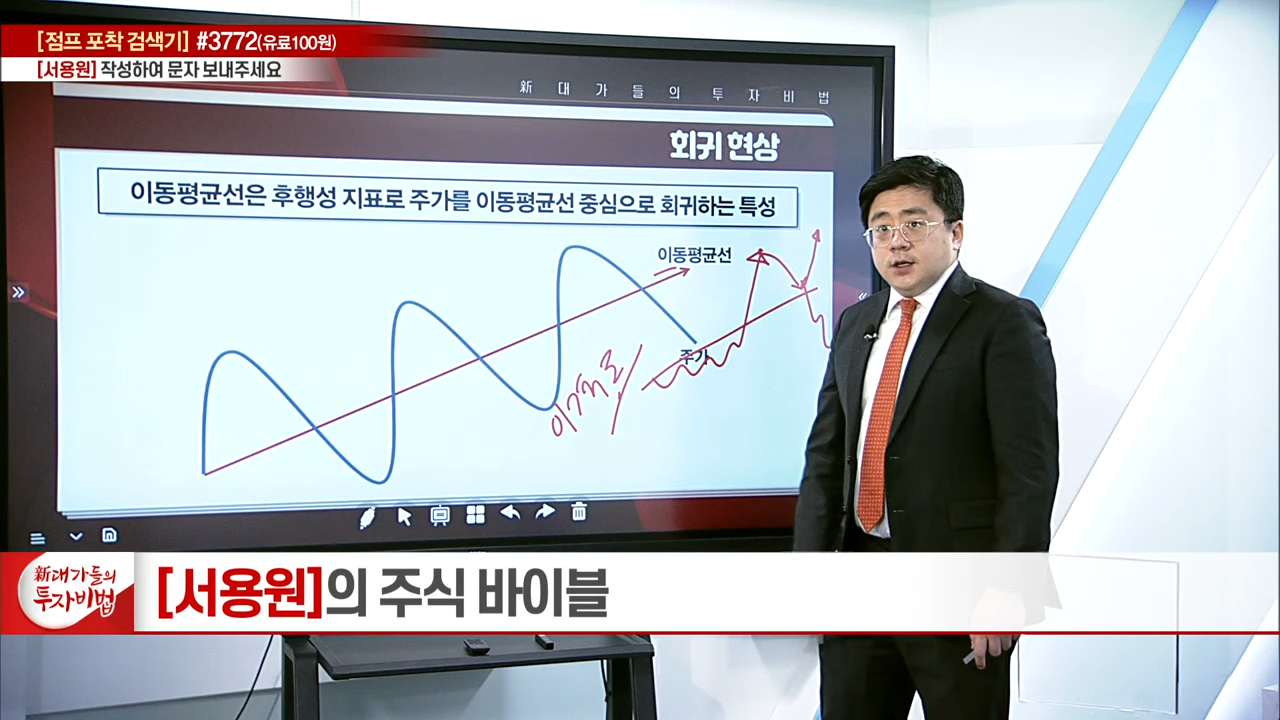 [점프 포착 검색기] #3772(유료100원)
[서용원] 작성하여 문자 보내주세요
新 대 가 들 의 투 자 비 법
회귀 현상
이동평균선은 후행성 지표로 주가를 이동평균선 중심으로 회귀하는 특성
이동평균선
주가
新대가들의
투자비법
[서용원]의 주식 바이블